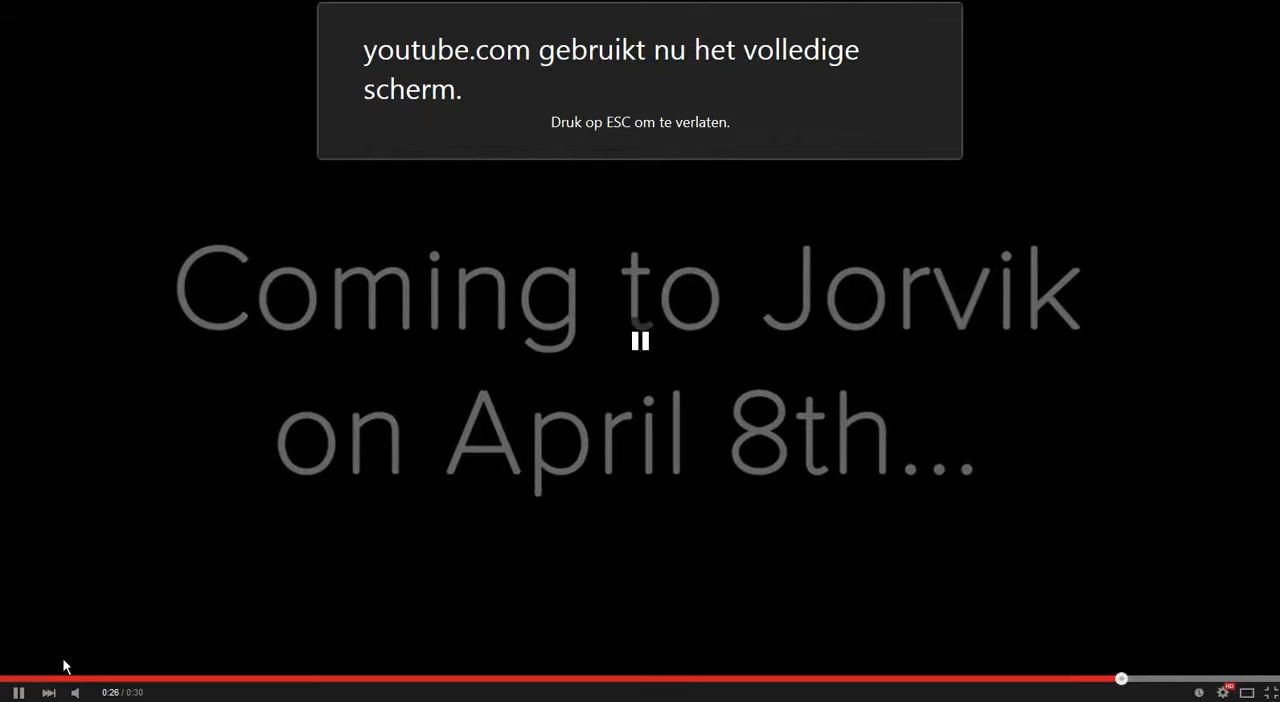 youtube.com gebruikt nu het volledige
scherm.
Druk op ESC om te verlaten.
Coming to Jorvik
on April 8th...
0:26 / 0:30
HD